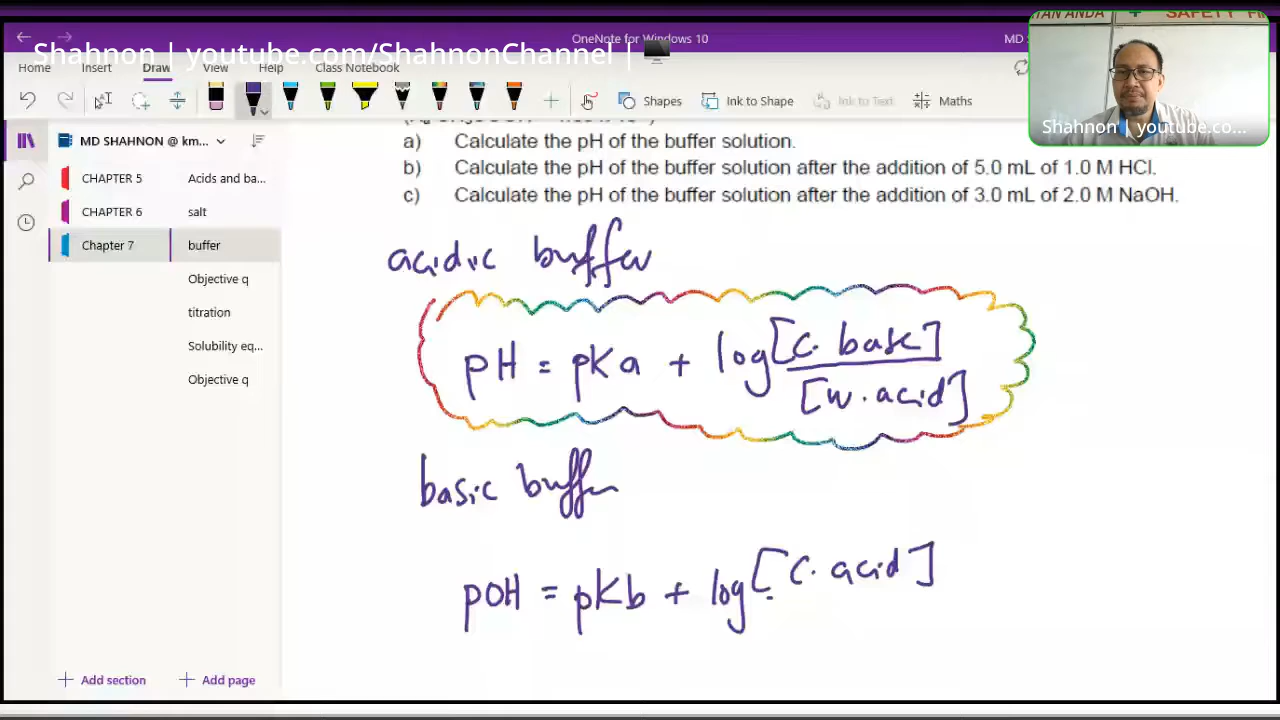 OneNote for Windows 10
MD S
TAN ANDA + SAFETY FI
Shahnon | youtube.com/ShahnonChannel |
Home Insert Draw View Help Class Notebook
Shapes Ink to Shape Ink to Text Maths
Shahnon | youtube.co...
MD SHAHNON @ km...
CHAPTER 5 Acids and ba...
CHAPTER 6 salt
Chapter 7 buffer
Objective q
titration
Solubility eq...
Objective q
a) Calculate the pH of the buffer solution.
b) Calculate the pH of the buffer solution after the addition of 5.0 mL of 1.0 M HCl.
c) Calculate the pH of the buffer solution after the addition of 3.0 mL of 2.0 M NaOH.
acidic buffer
pH = pKa + log [c. base]
[w. acid]
basic buffer
pOH = pKb + log [c. acid]
+ Add section + Add page